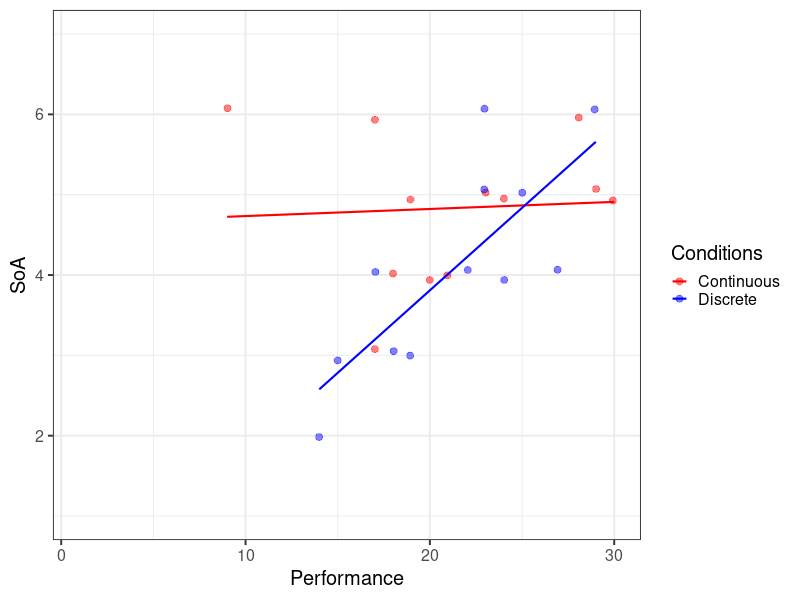 6
4
2
SoA
0 10 20 30
Performance
Conditions
Continuous
Discrete